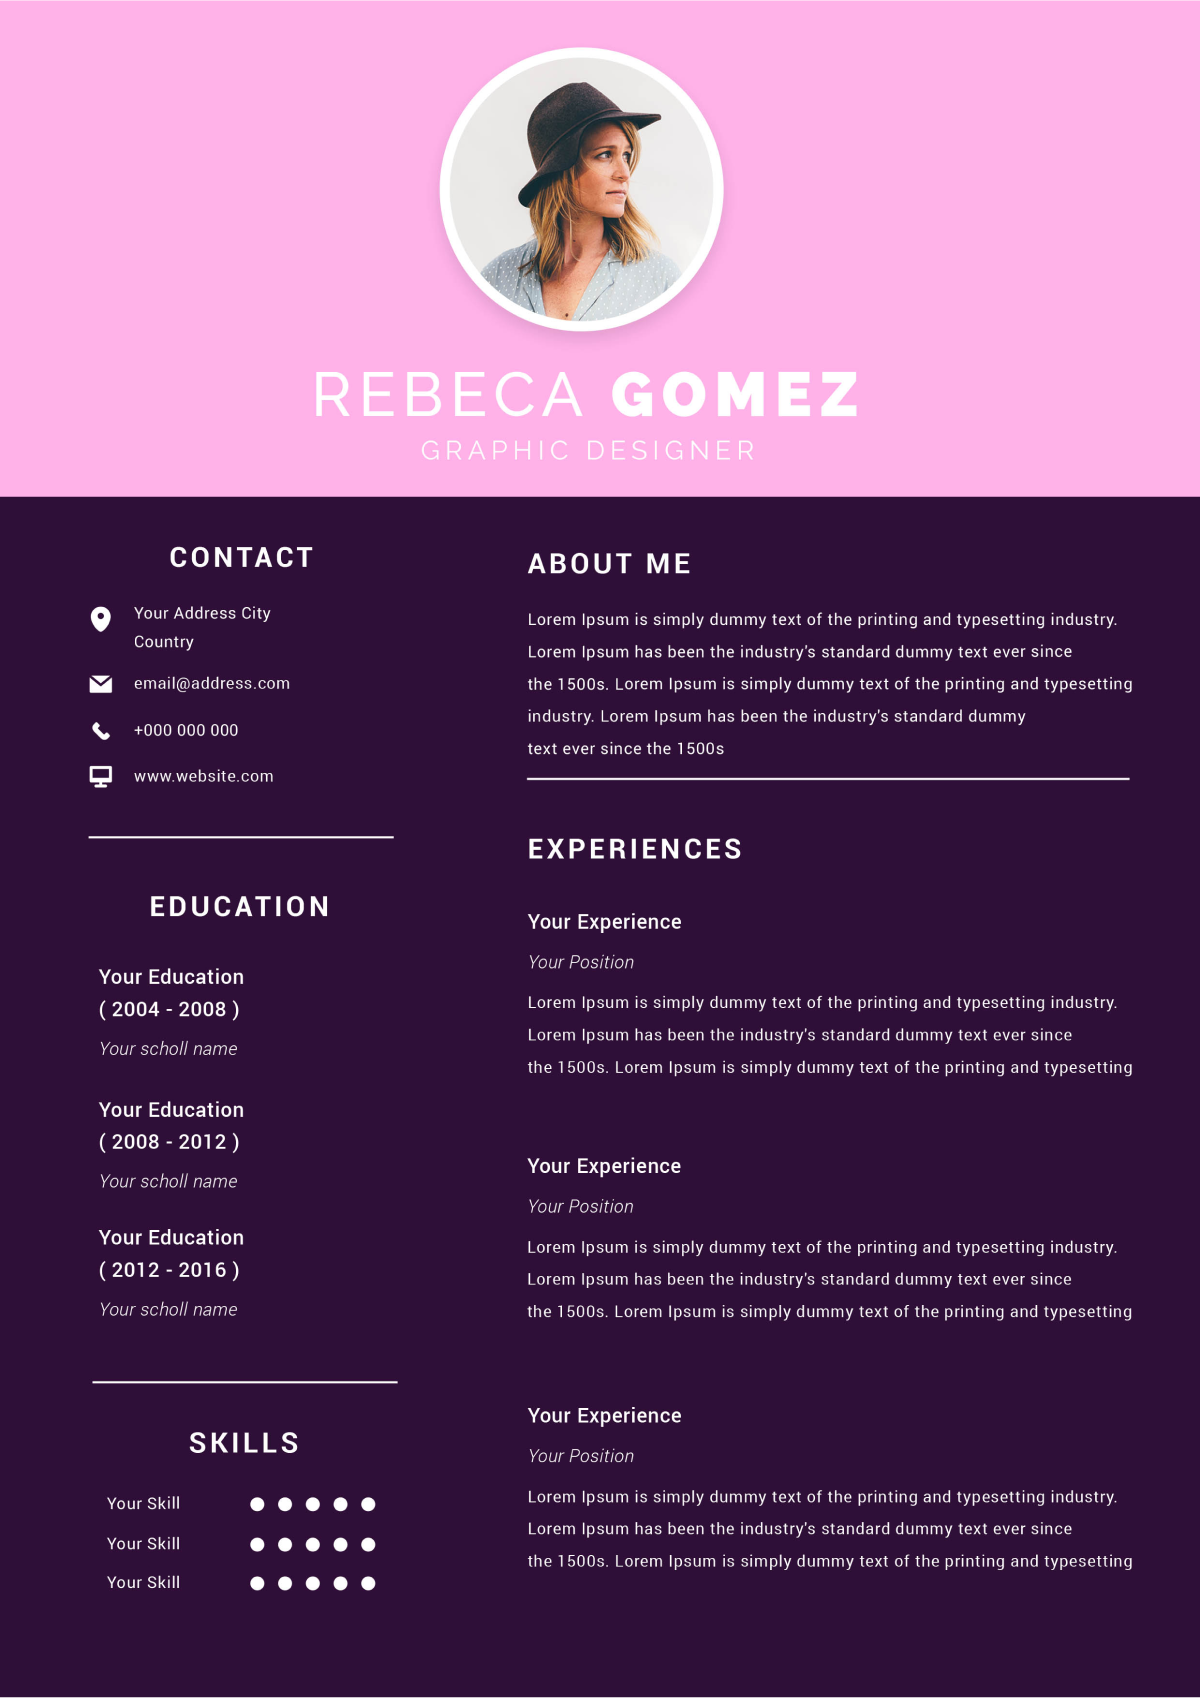 REBECA GOMEZ
GRAPHIC DESIGNER
CONTACT
Your Address City
Country
email@address.com
+000 000 000
www.website.com
EDUCATION
Your Education
( 2004 - 2008 )
Your scholl name
Your Education
( 2008 - 2012 )
Your scholl name
Your Education
( 2012 - 2016 )
Your scholl name
SKILLS
Your Skill
Your Skill
Your Skill
ABOUT ME
Lorem Ipsum is simply dummy text of the printing and typesetting industry.
Lorem Ipsum has been the industry's standard dummy text ever since
the 1500s. Lorem Ipsum is simply dummy text of the printing and typesetting
industry. Lorem Ipsum has been the industry's standard dummy
text ever since the 1500s
EXPERIENCES
Your Experience
Your Position
Lorem Ipsum is simply dummy text of the printing and typesetting industry.
Lorem Ipsum has been the industry's standard dummy text ever since
the 1500s. Lorem Ipsum is simply dummy text of the printing and typesetting
Your Experience
Your Position
Lorem Ipsum is simply dummy text of the printing and typesetting industry.
Lorem Ipsum has been the industry's standard dummy text ever since
the 1500s. Lorem Ipsum is simply dummy text of the printing and typesetting
Your Experience
Your Position
Lorem Ipsum is simply dummy text of the printing and typesetting industry.
Lorem Ipsum has been the industry's standard dummy text ever since
the 1500s. Lorem Ipsum is simply dummy text of the printing and typesetting